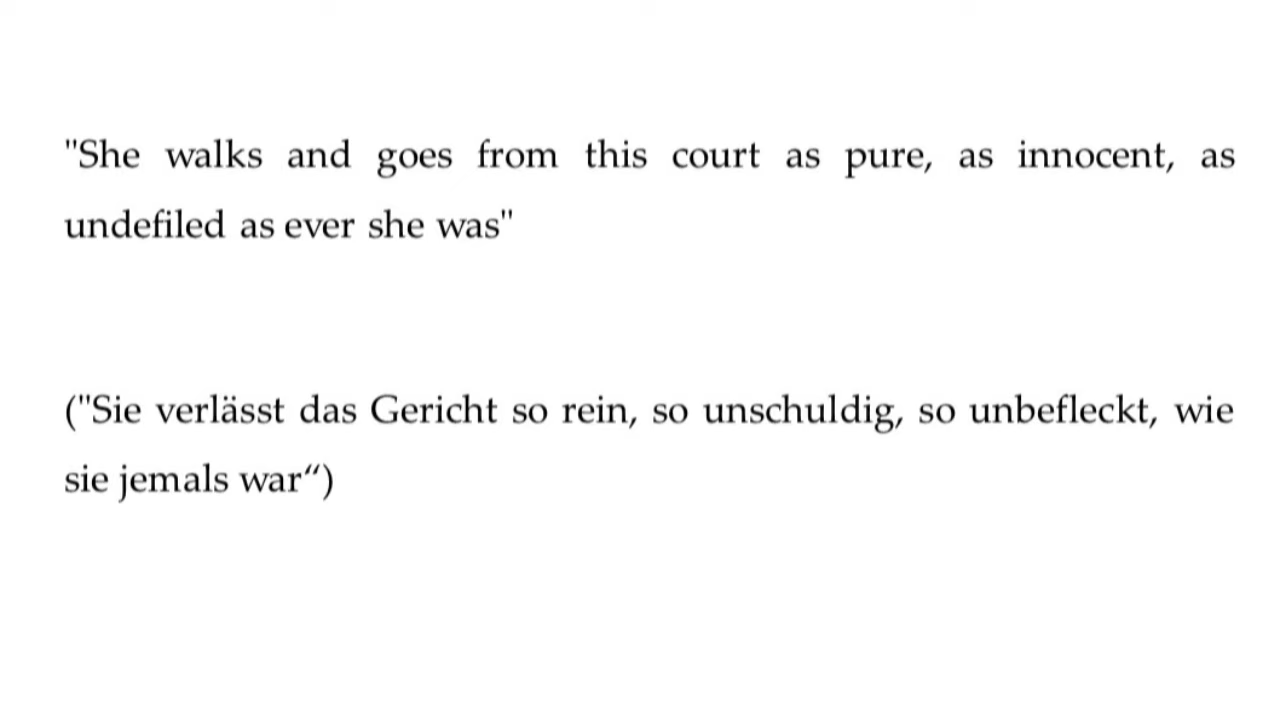 "She walks and goes from this court as pure, as innocent, as
undefiled as ever she was"
("Sie verlässt das Gericht so rein, so unschuldig, so unbefleckt, wie
sie jemals war“)